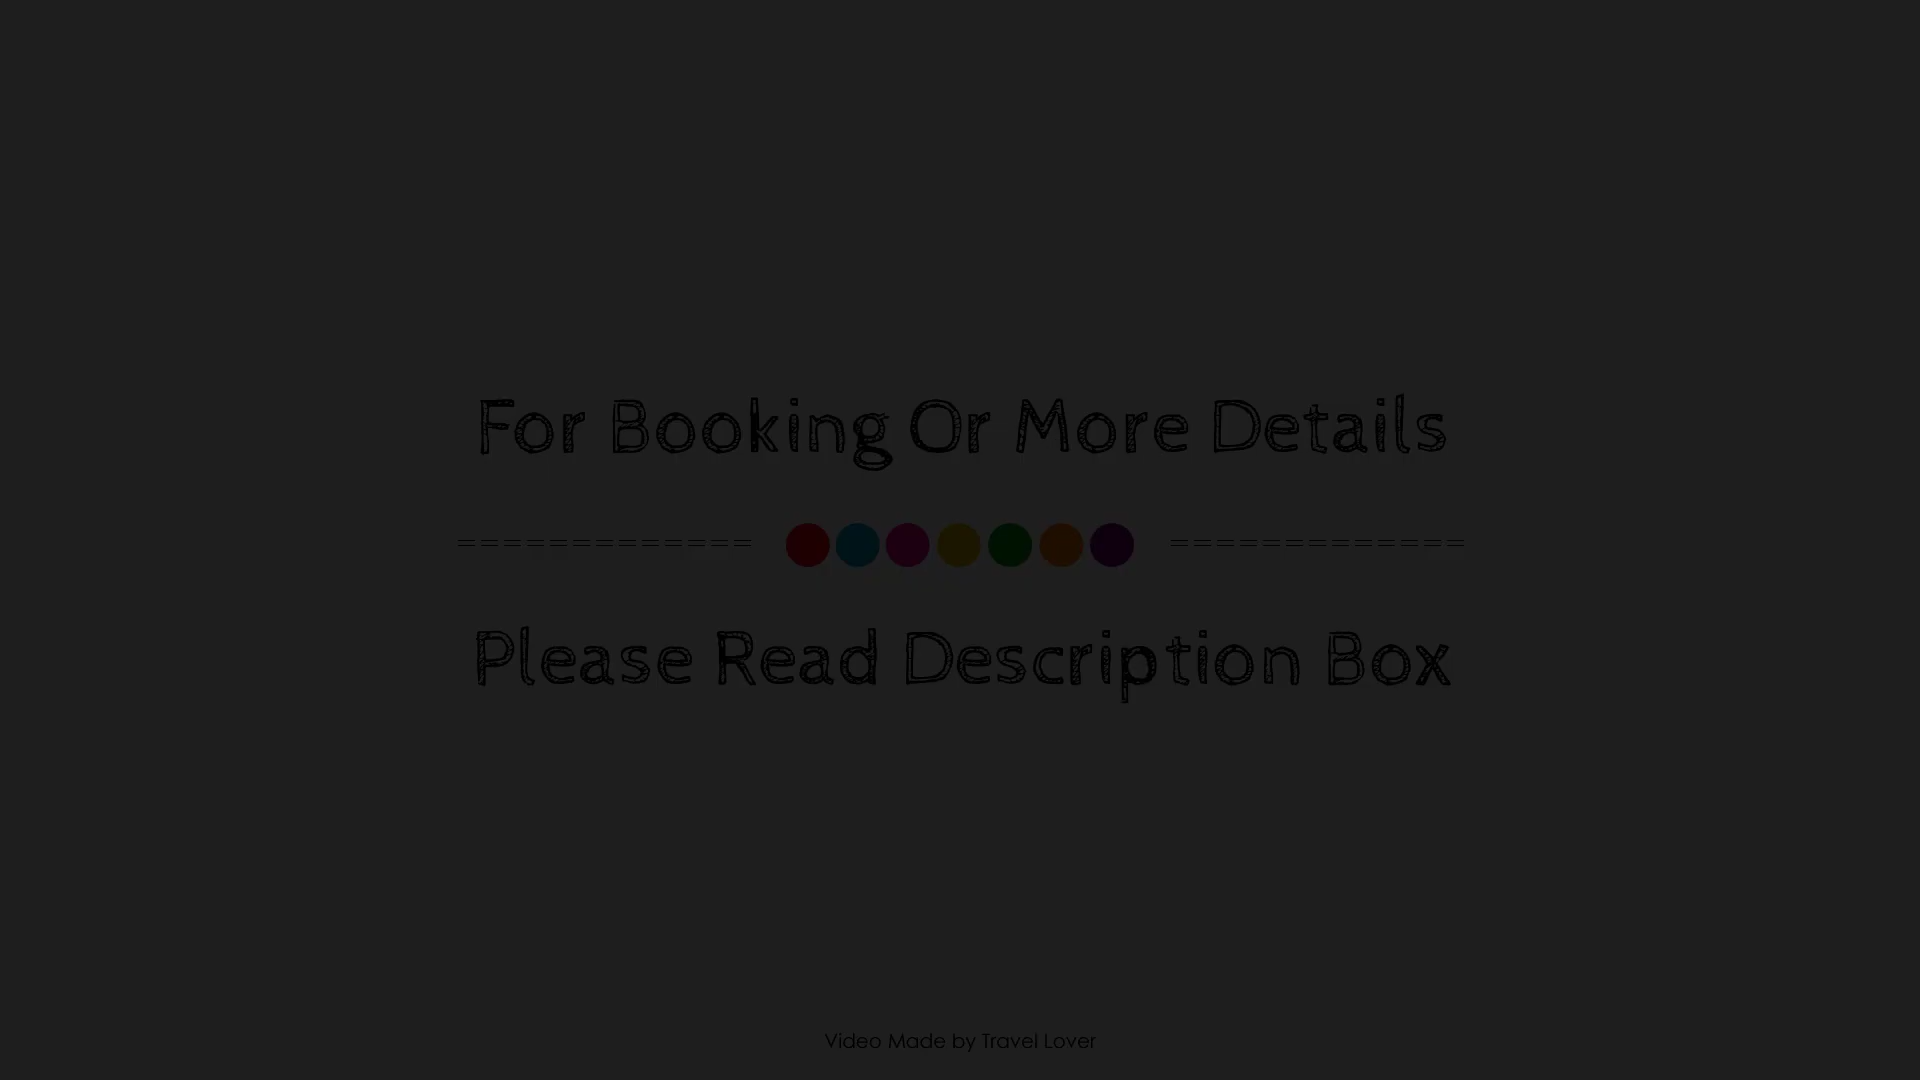 For Booking Or More Details
============= =============
Please Read Description Box
Video Made by Travel Lover